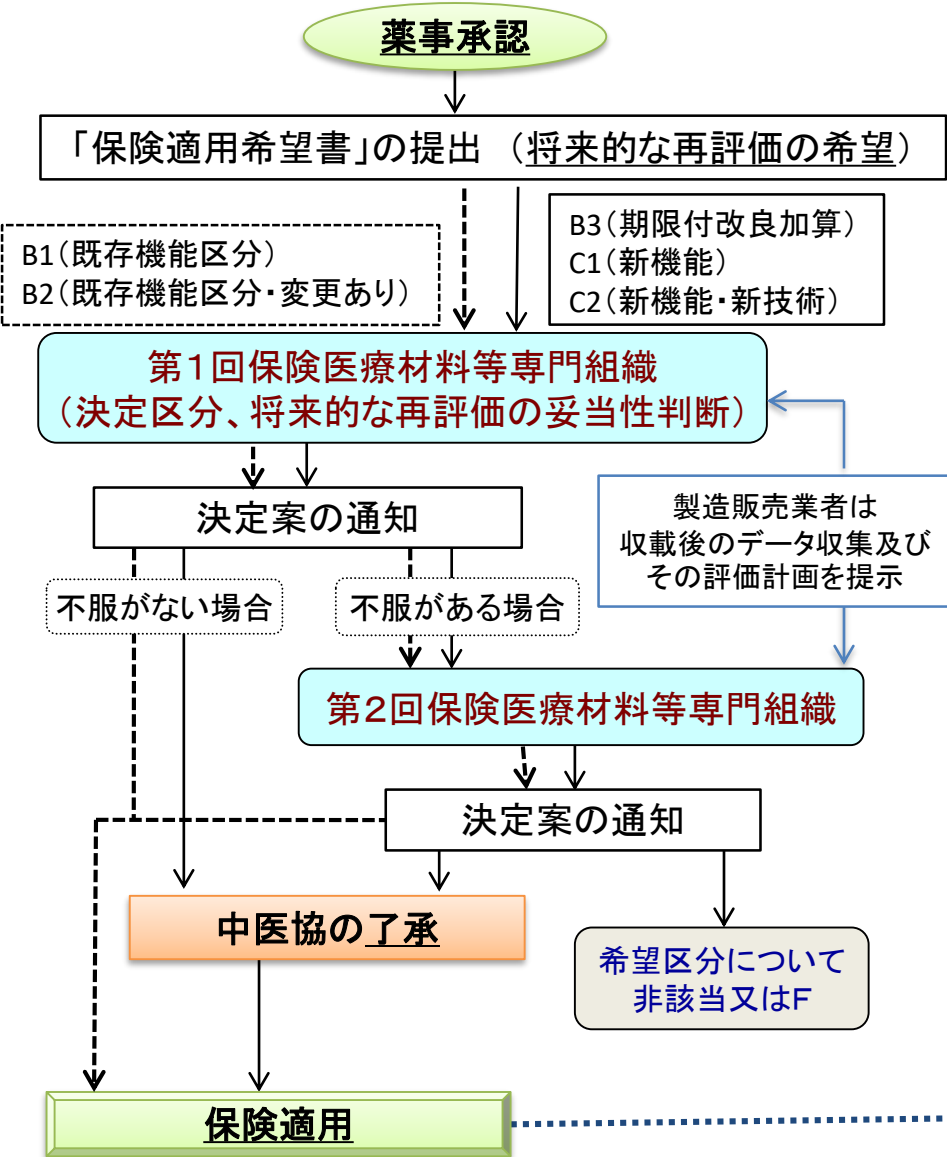 薬事承認
「保険適用希望書」の提出 （将来的な再評価の希望）
B1（既存機能区分）
B2（既存機能区分・変更あり）
B3（期限付改良加算）
C1（新機能）
C2（新機能・新技術）
第１回保険医療材料等専門組織
（決定区分、将来的な再評価の妥当性判断）
決定案の通知
製造販売業者は
収載後のデータ収集及び
その評価計画を提示
不服がない場合
不服がある場合
第２回保険医療材料等専門組織
決定案の通知
中医協の了承
希望区分について
非該当又はＦ
保険適用